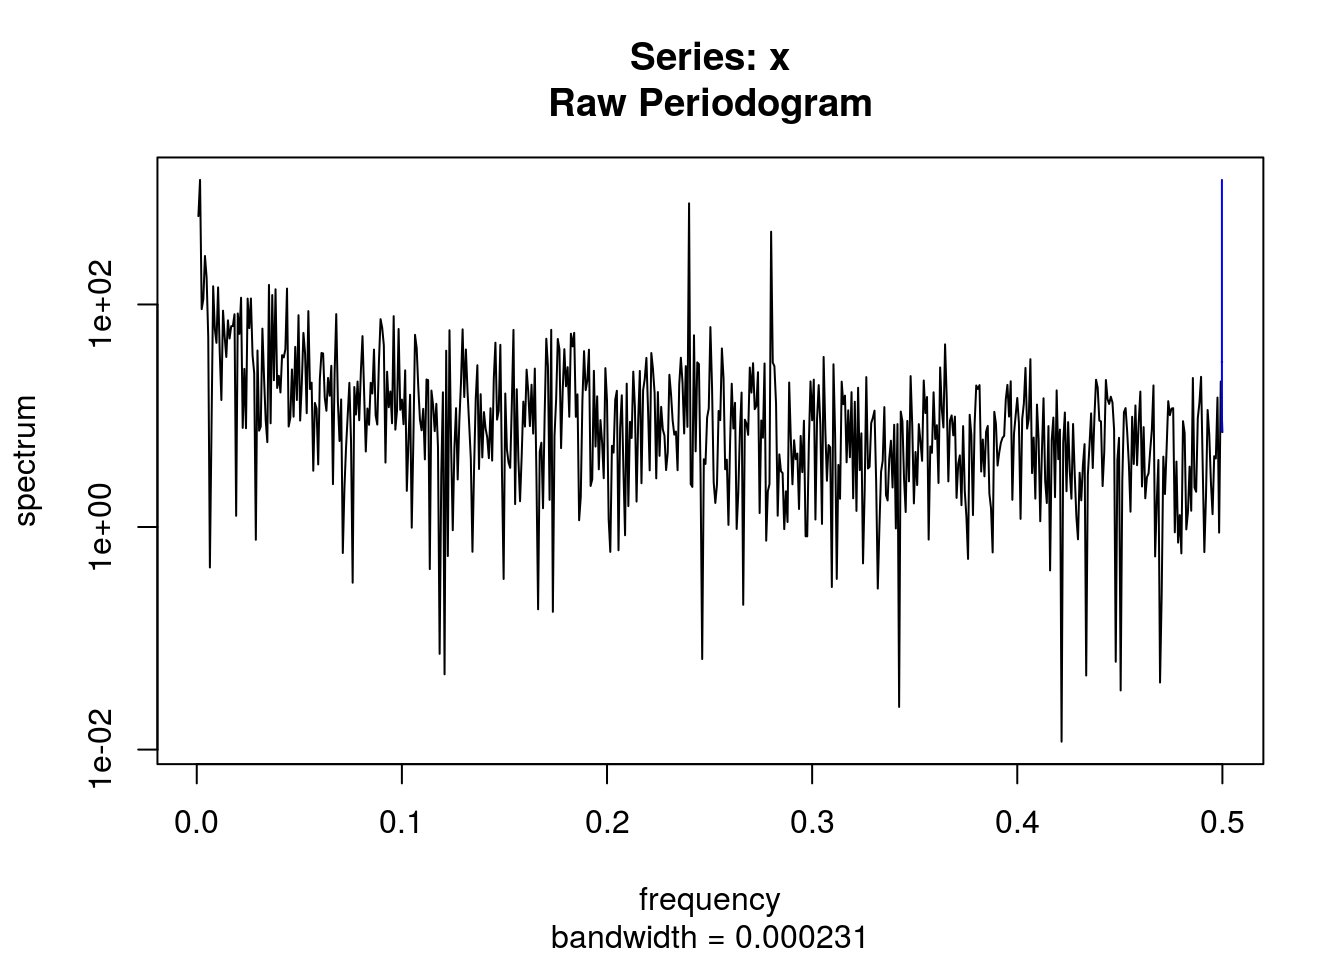 Series: x
Raw Periodogram
spectrum
1e+02
1e+00
1e-02
0.0 0.1 0.2 0.3 0.4 0.5
frequency
bandwidth = 0.000231